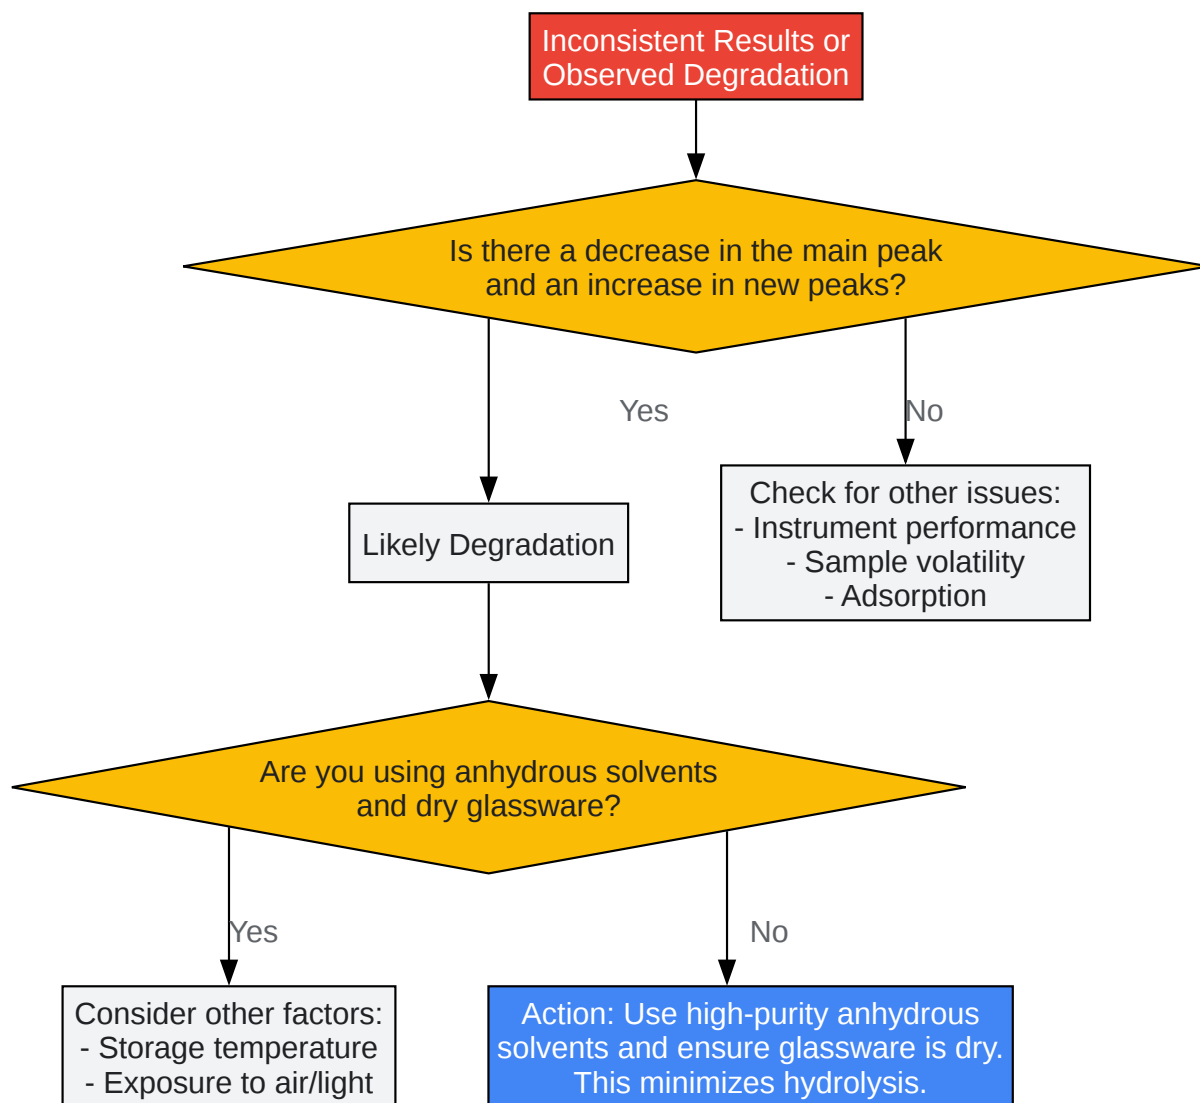 Inconsistent Results or
Observed Degradation
Is there a decrease in the main peak
and an increase in new peaks?
Yes
No
Check for other issues:
- Instrument performance
- Sample volatility
- Adsorption
Likely Degradation
Are you using anhydrous solvents
and dry glassware?
Yes
No
Consider other factors:
- Storage temperature
- Exposure to air/light
Action: Use high-purity anhydrous
solvents and ensure glassware is dry.
This minimizes hydrolysis.